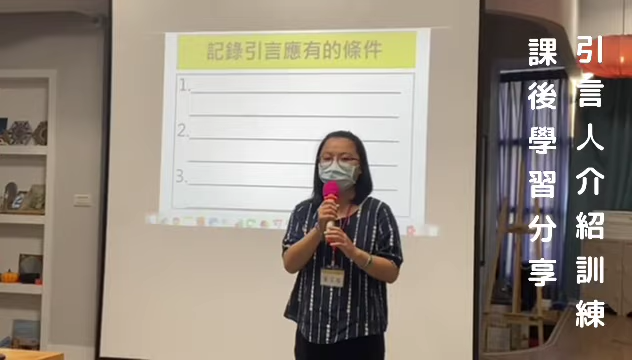 記錄引言應有的條件
1.
2.
3.
引言人介紹訓練
課後學習分享